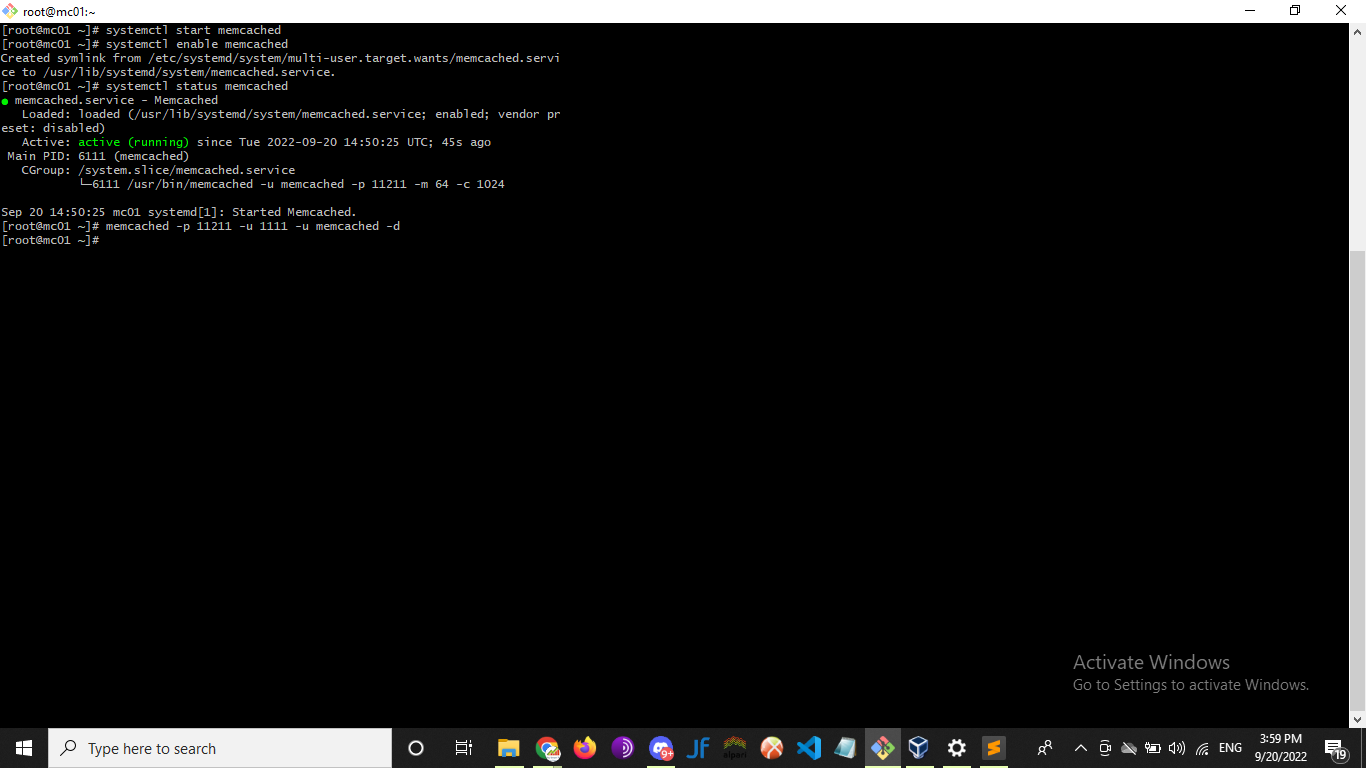 root@mc01:~
[root@mc01 ~]# systemctl start memcached
[root@mc01 ~]# systemctl enable memcached
Created symlink from /etc/systemd/system/multi-user.target.wants/memcached.servi
ce to /usr/lib/systemd/system/memcached.service.
[root@mc01 ~]# systemctl status memcached
● memcached.service - Memcached
   Loaded: loaded (/usr/lib/systemd/system/memcached.service; enabled; vendor pr
eset: disabled)
   Active: active (running) since Tue 2022-09-20 14:50:25 UTC; 45s ago
 Main PID: 6111 (memcached)
   CGroup: /system.slice/memcached.service
           └─6111 /usr/bin/memcached -u memcached -p 11211 -m 64 -c 1024
Sep 20 14:50:25 mc01 systemd[1]: Started Memcached.
[root@mc01 ~]# memcached -p 11211 -u 1111 -u memcached -d
[root@mc01 ~]#
Activate Windows
Go to Settings to activate Windows.
Type here to search
9+
JF
ENG
3:59 PM
9/20/2022
19